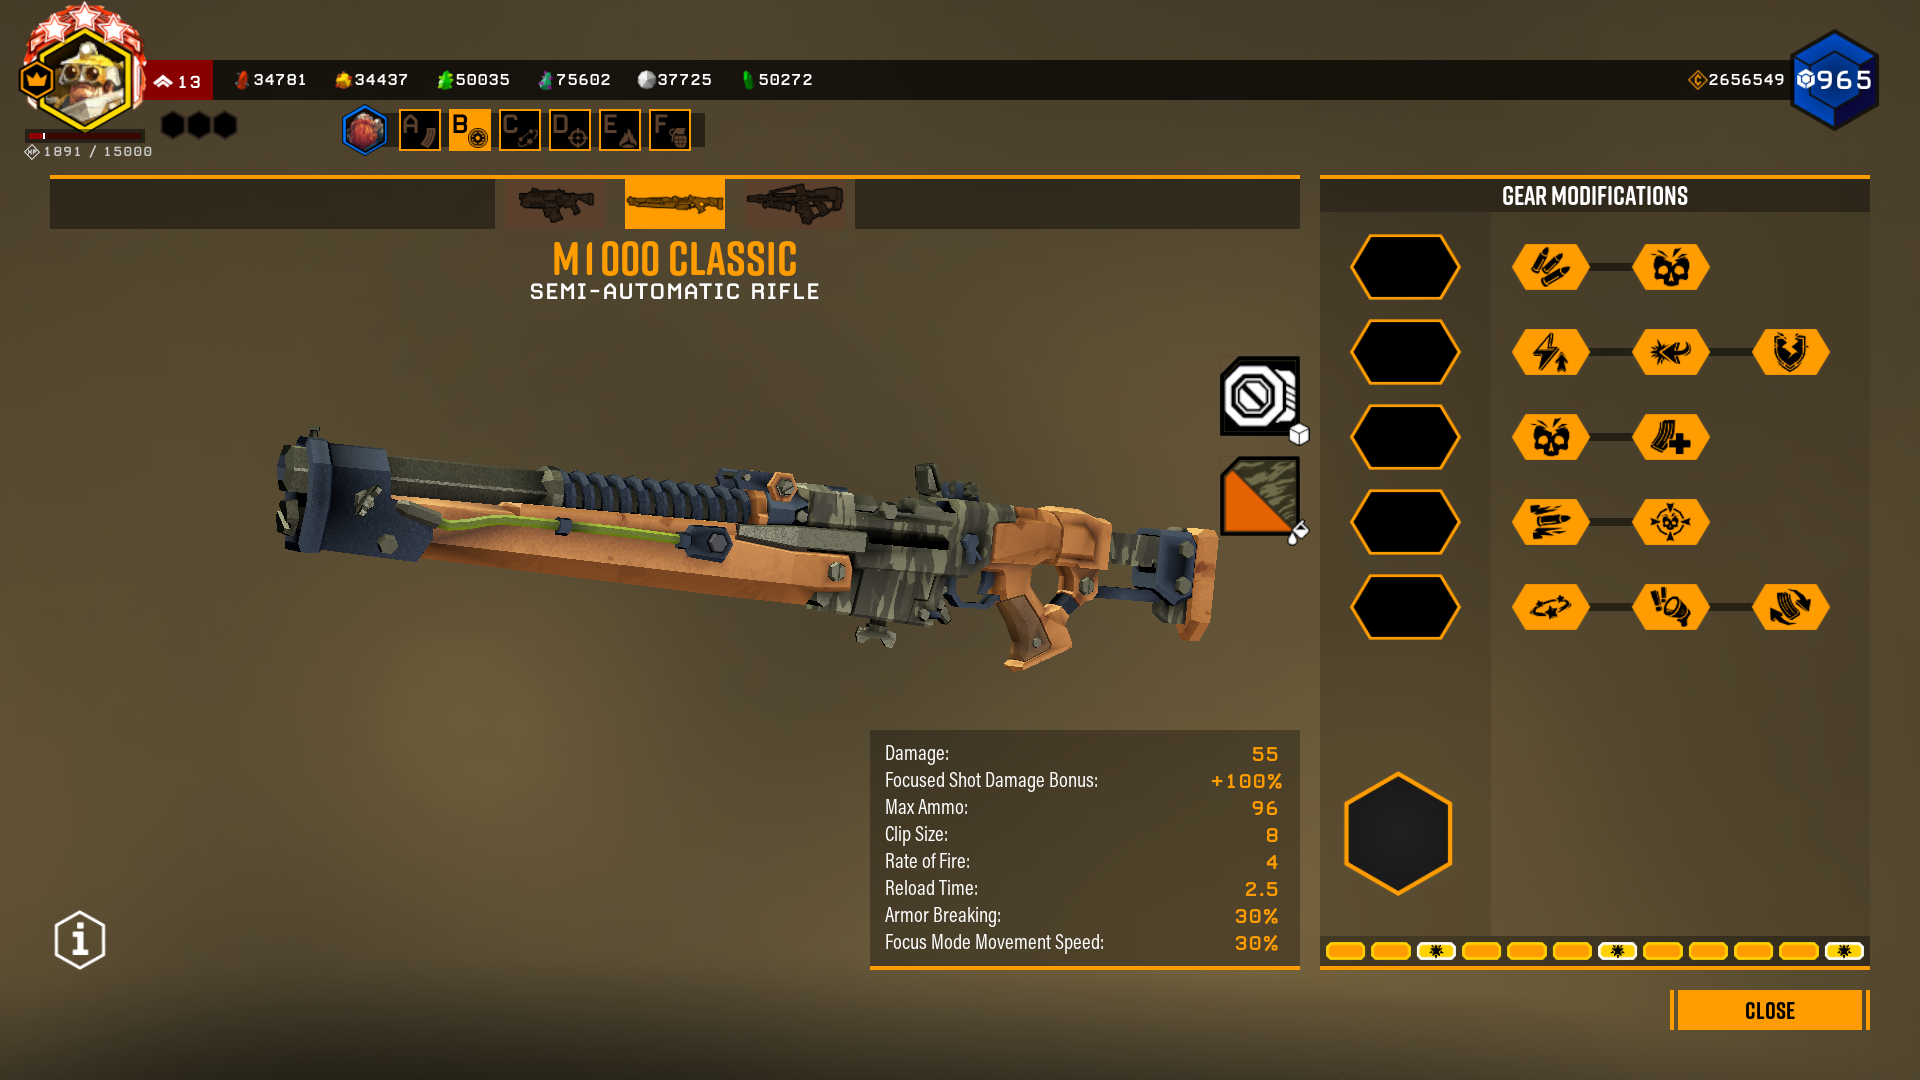 13
34781
34437
50035
75602
37725
50272
2656549
965
1891 / 15000
A
B
C
D
E
F
GEAR MODIFICATIONS
M1000 CLASSIC
SEMI-AUTOMATIC RIFLE
Damage: 55
Focused Shot Damage Bonus: +100%
Max Ammo: 96
Clip Size: 8
Rate of Fire: 4
Reload Time: 2.5
Armor Breaking: 30%
Focus Mode Movement Speed: 30%
CLOSE